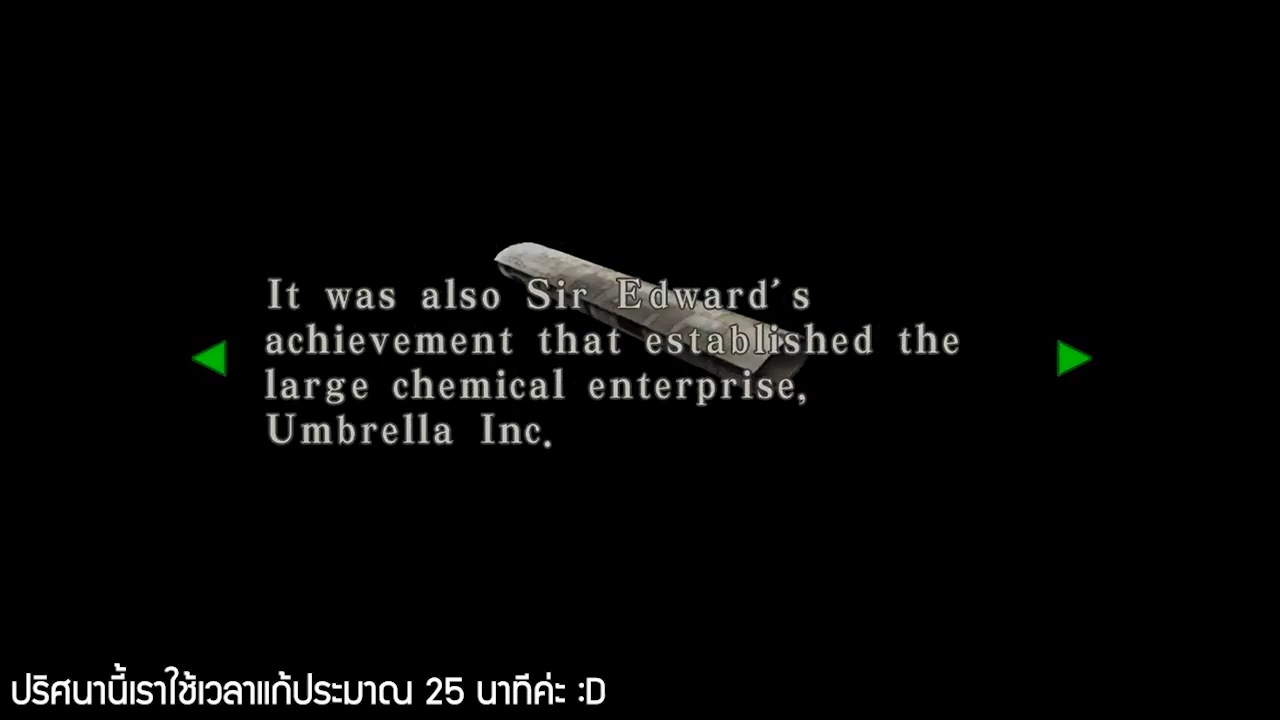 It was also Sir Edward's
achievement that established the
large chemical enterprise,
Umbrella Inc.
ปริศนานี้เราใช้เวลาแก้ประมาณ 25 นาทีค่ะ :D